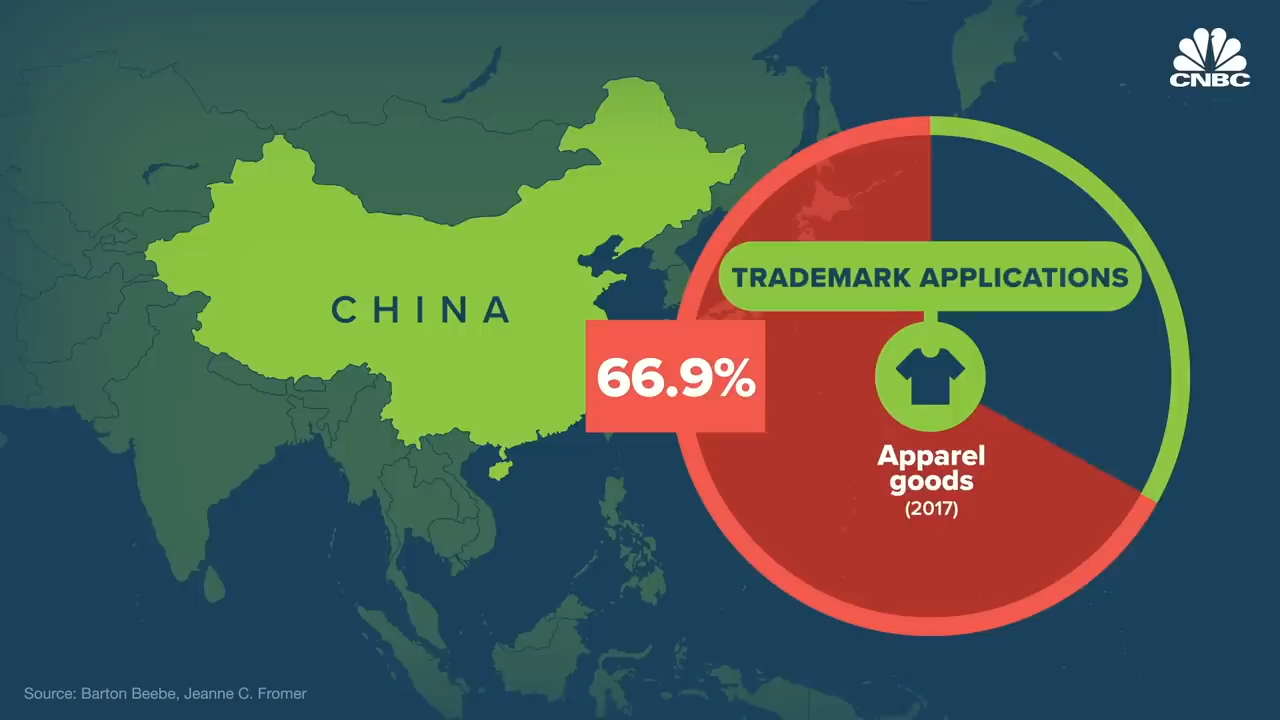 CNBC
CHINA
TRADEMARK APPLICATIONS
66.9%
Apparel
goods
(2017)
Source: Barton Beebe, Jeanne C. Fromer